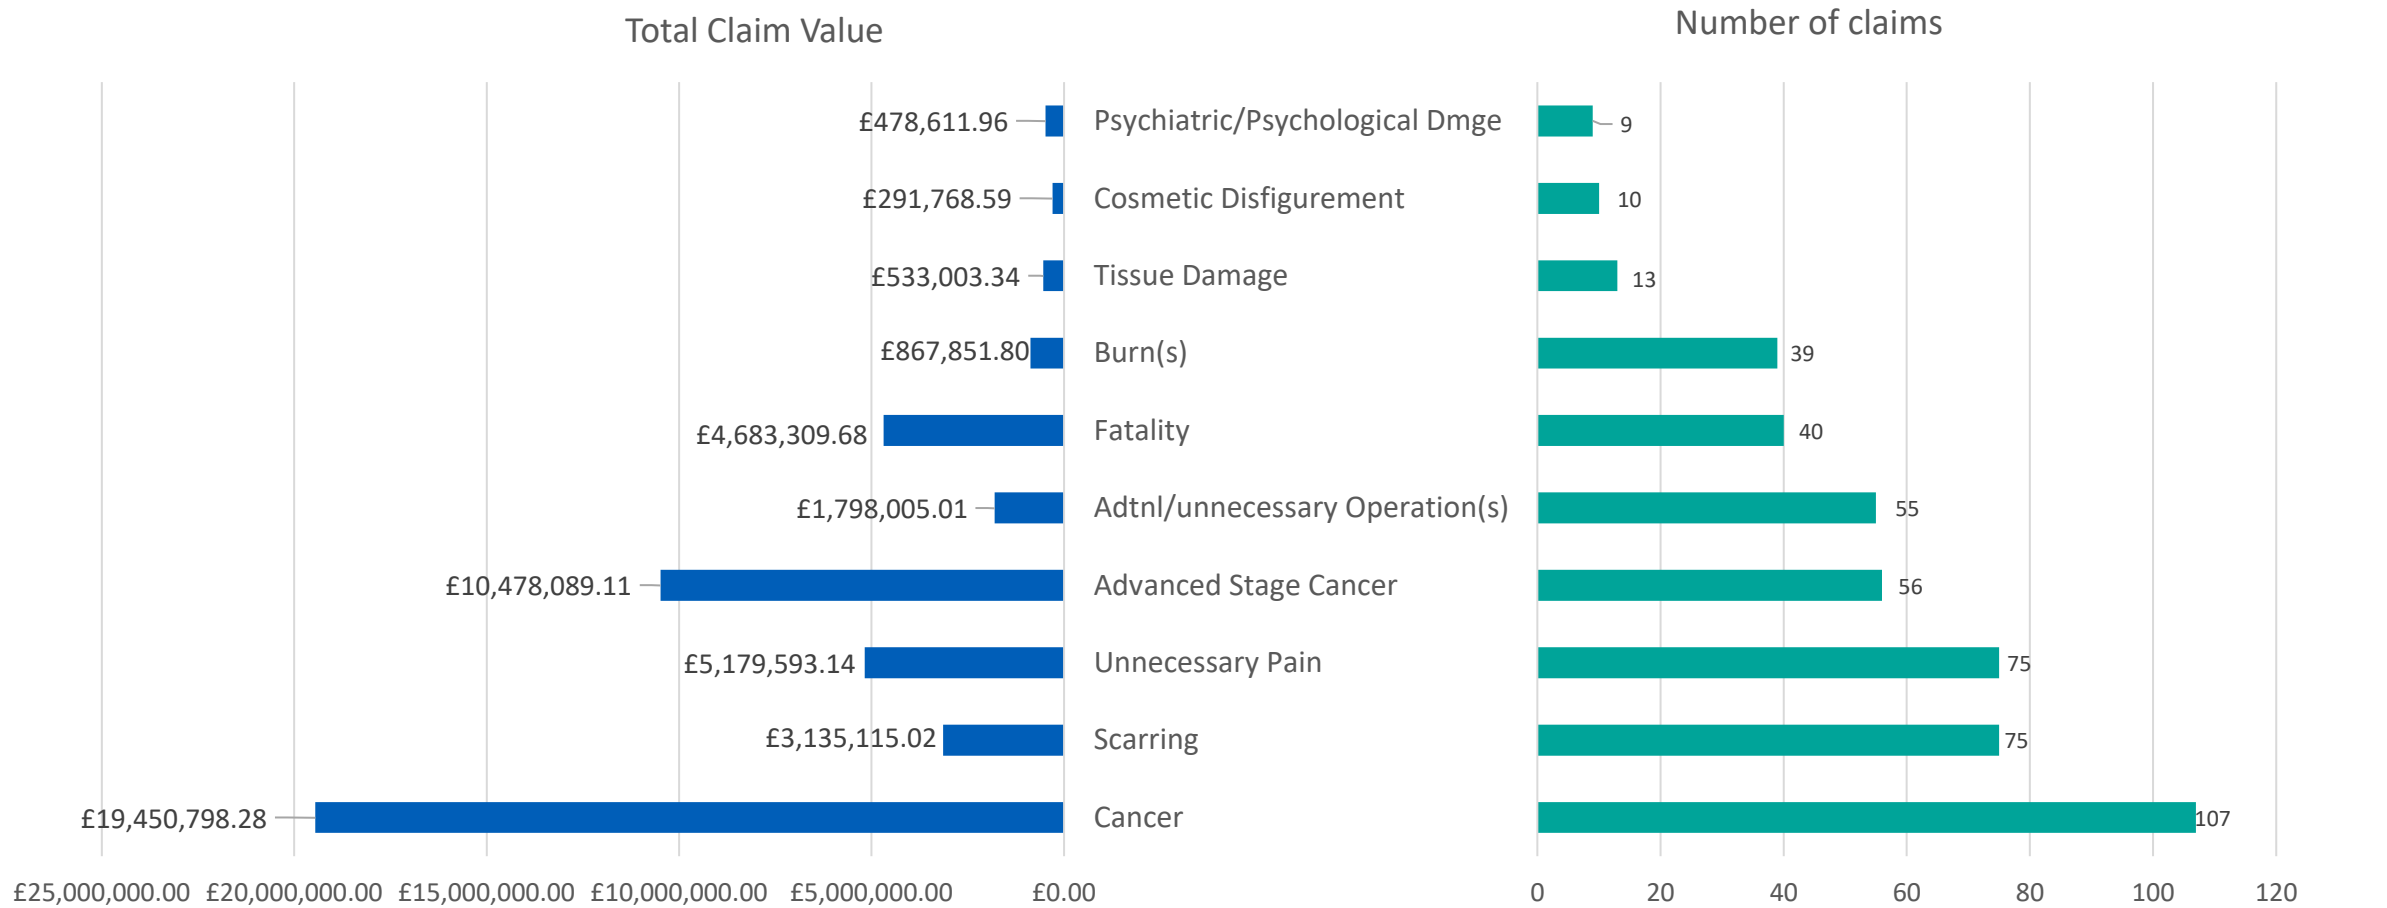 Total Claim Value
Number of claims
£478,611.96 Psychiatric/Psychological Dmge 9
£291,768.59 Cosmetic Disfigurement 10
£533,003.34 Tissue Damage 13
£867,851.80 Burn(s) 39
£4,683,309.68 Fatality 40
£1,798,005.01 Adtnl/unnecessary Operation(s) 55
£10,478,089.11 Advanced Stage Cancer 56
£5,179,593.14 Unnecessary Pain 75
£3,135,115.02 Scarring 75
£19,450,798.28 Cancer 107
£25,000,000.00 £20,000,000.00 £15,000,000.00 £10,000,000.00 £5,000,000.00 £0.00 0 20 40 60 80 100 120